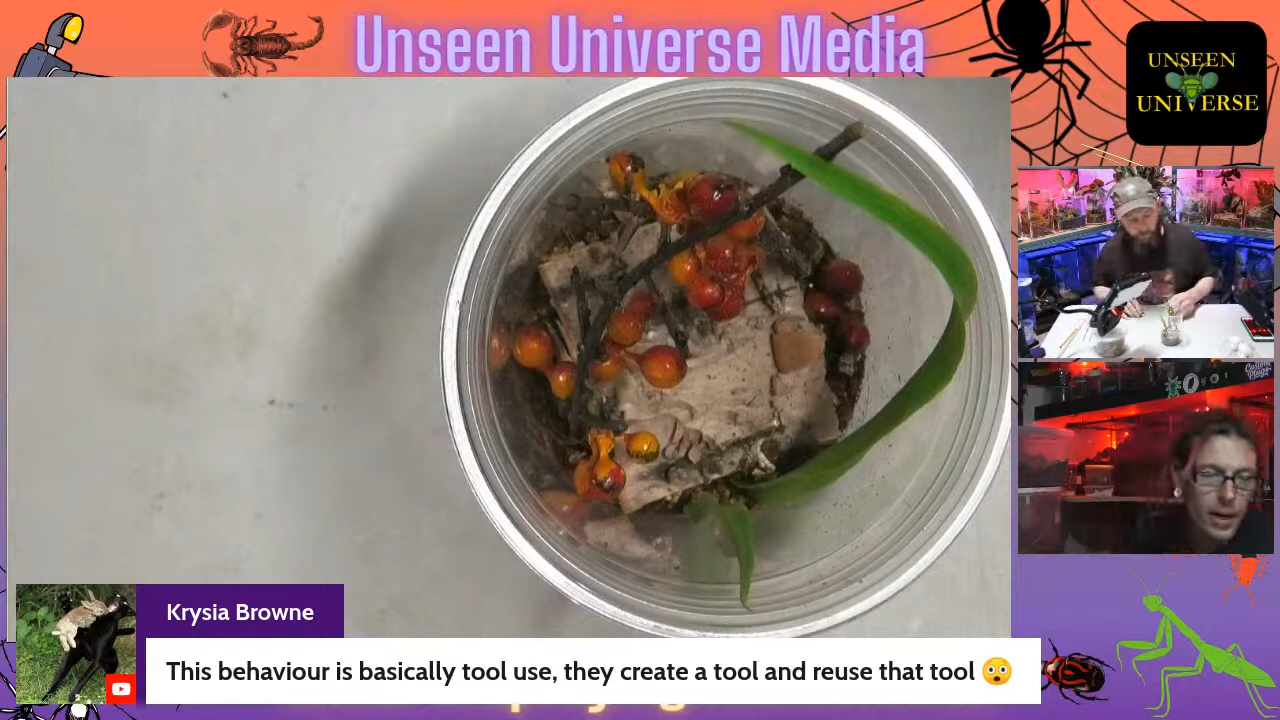 Unseen Universe Media
UNSEEN
UNIVERSE
Krysia Browne
This behaviour is basically tool use, they create a tool and reuse that tool 😳